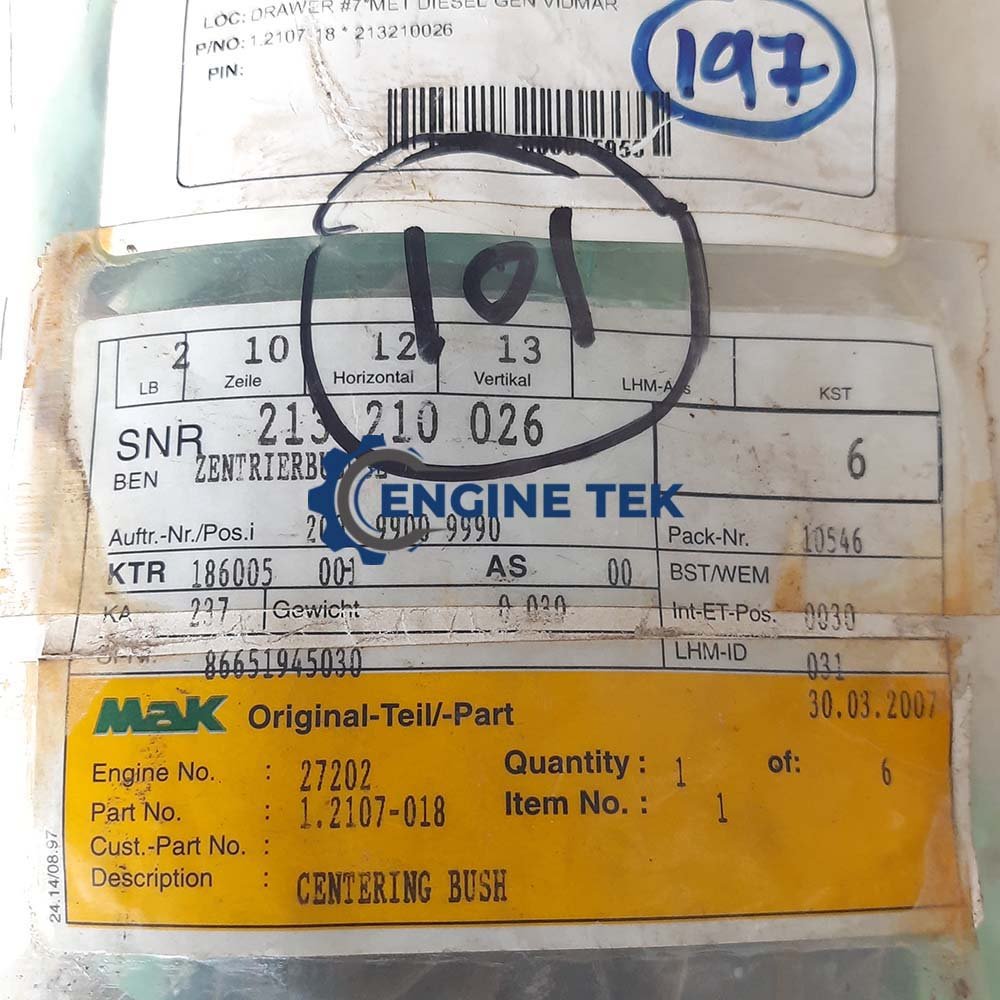 LOC: DRAWER #7*MET DIESEL GEN VIDMAR
P/NO: 1.2107-18 * 213210026
PIN:
197
101
2 10 12 13
LB Zeile Horizontal Vertikal LHM- KST
SNR 213 210 026
6
BEN
ENGINE TEK
Auftr.-Nr./Pos.i 9900 9990 Pack-Nr. 10546
KTR 186005 001 AS 00 BST/WEM
KA 237 Gewicht 0.030 Int-ET-Pos. 0030
86651945030 LHM-ID 031
MaK Original-Teil/-Part 30.03.2007
Engine No. : 27202 Quantity : 1 of: 6
Part No. : 1.2107-018 Item No. : 1
Cust.-Part No. :
Description : CENTERING BUSH
24.14/08.97